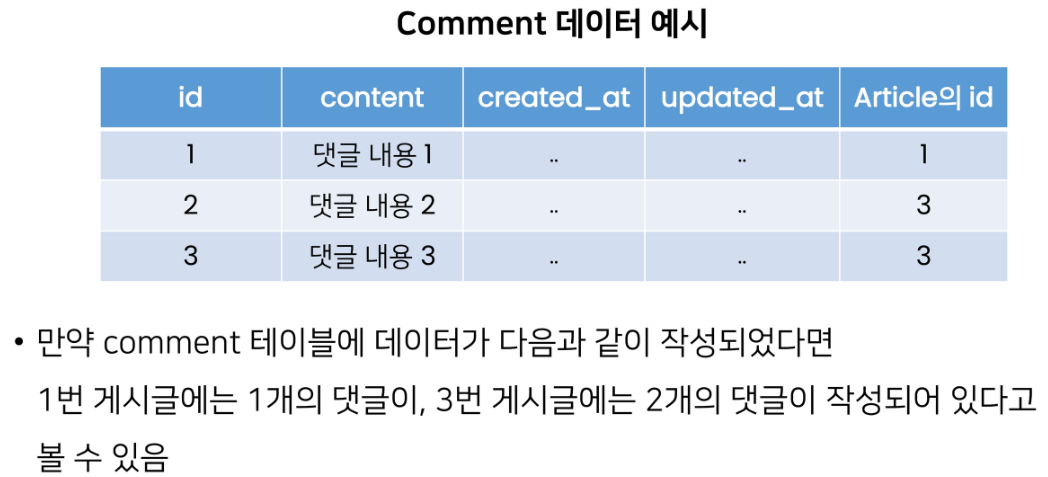 Comment 데이터 예시
id content created_at updated_at Article의 id
1 댓글 내용 1 .. .. 1
2 댓글 내용 2 .. .. 3
3 댓글 내용 3 .. .. 3
• 만약 comment 테이블에 데이터가 다음과 같이 작성되었다면
1번 게시글에는 1개의 댓글이, 3번 게시글에는 2개의 댓글이 작성되어 있다고
볼 수 있음